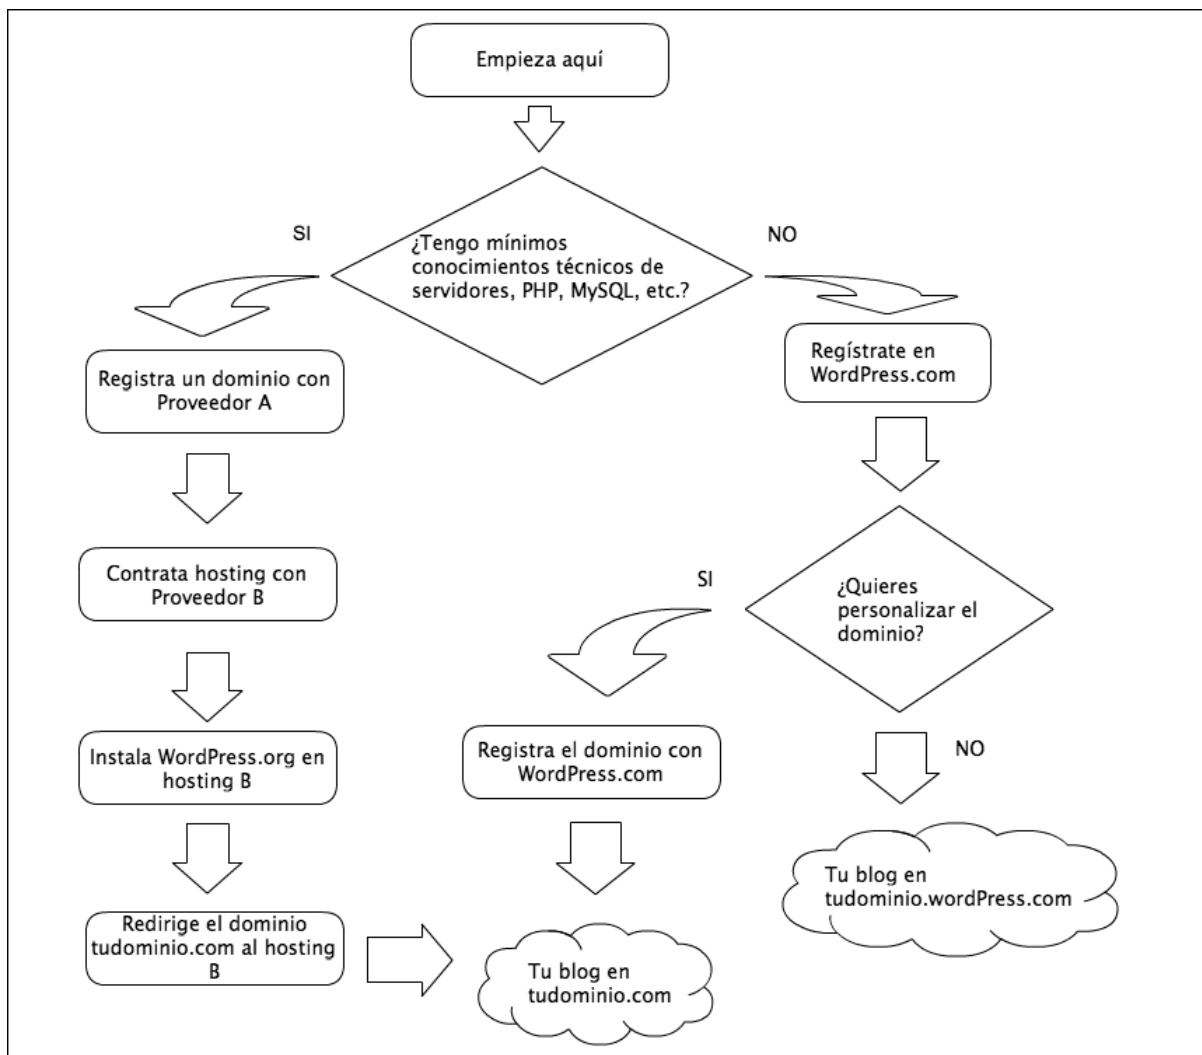 Empieza aquí
SI
NO
¿Tengo mínimos
conocimientos técnicos de
servidores, PHP, MySQL, etc.?
Registra un dominio con
Proveedor A
Regístrate en
WordPress.com
Contrata hosting con
Proveedor B
SI
¿Quieres
personalizar el
dominio?
Instala WordPress.org en
hosting B
Registra el dominio con
WordPress.com
NO
Tu blog en
tudominio.wordPress.com
Redirige el dominio
tudominio.com al hosting
B
Tu blog en
tudominio.com